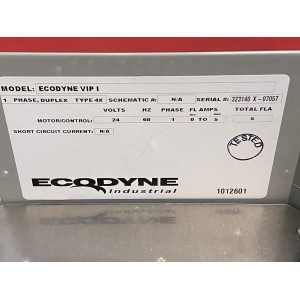 MODEL: ECODYNE VIP I
1 PHASE, DUPLEX TYPE 4X SCHEMATIC #: N/A SERIAL #: 323140 X - 07057
VOLTS HZ PHASE FL AMPS TOTAL FLA
MOTOR/CONTROL: 24 60 1 0 TO 5 5
SHORT CIRCUIT CURRENT: N/A
TESTED
ECODYNE
Industrial
1012601